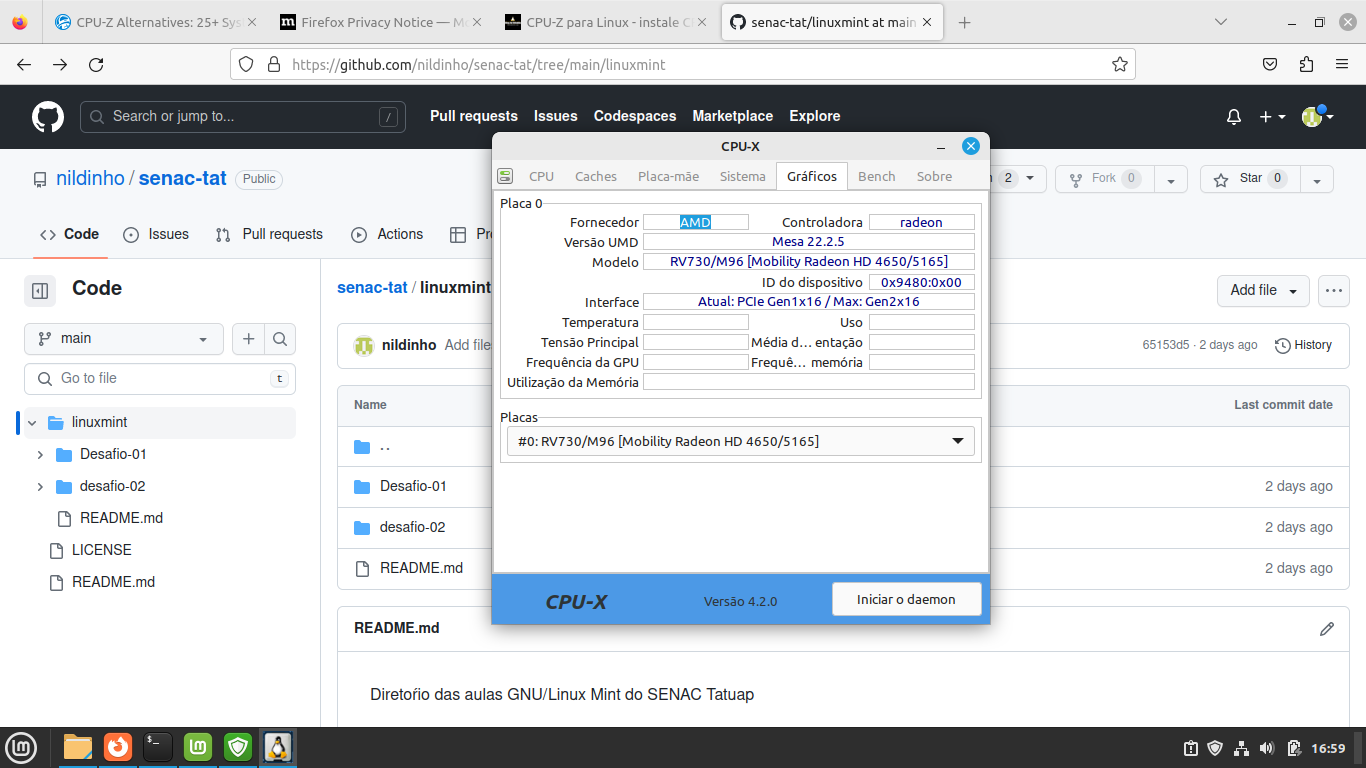 CPU-Z Alternatives: 25+ Sys
Firefox Privacy Notice — Mo
CPU-Z para Linux - instale C
senac-tat/linuxmint at main
https://github.com/nildinho/senac-tat/tree/main/linuxmint
Search or jump to...
/
Pull requests
Issues
Codespaces
Marketplace
Explore
nildinho / senac-tat
Public
2
Fork 0
Star 0
Code
Issues
Pull requests
Actions
Pr
CPU-X
CPU
Caches
Placa-mãe
Sistema
Gráficos
Bench
Sobre
Placa 0
Fornecedor AMD Controladora radeon
Versão UMD Mesa 22.2.5
Modelo RV730/M96 [Mobility Radeon HD 4650/5165]
ID do dispositivo 0x9480:0x00
Interface Atual: PCIe Gen1x16 / Max: Gen2x16
Temperatura Uso
Tensão Principal Média d... entação
Frequência da GPU Frequê... memória
Utilização da Memória
Placas
#0: RV730/M96 [Mobility Radeon HD 4650/5165]
CPU-X
Versão 4.2.0
Iniciar o daemon
Code
main
Go to file
t
linuxmint
Desafio-01
desafio-02
README.md
LICENSE
README.md
senac-tat / linuxmint
Add file
nildinho Add file
65153d5 · 2 days ago
History
Name
Last commit date
..
Desafio-01
2 days ago
desafio-02
2 days ago
README.md
2 days ago
README.md
Diretoŕio das aulas GNU/Linux Mint do SENAC Tatuap
16:59